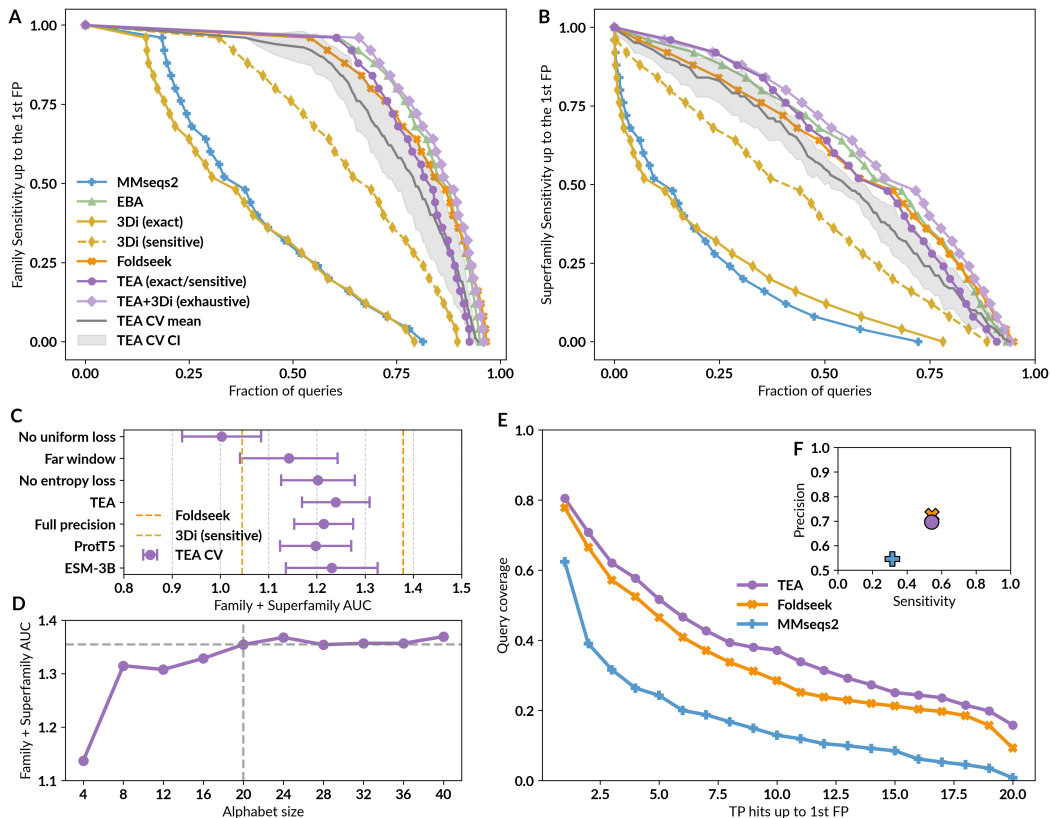 A
Family Sensitivity up to the 1st FP
1.00
0.75
0.50
0.25
0.00
MMseqs2
EBA
3Di (exact)
3Di (sensitive)
Foldseek
TEA (exact/sensitive)
TEA+3Di (exhaustive)
TEA CV mean
TEA CV CI
0.00 0.25 0.50 0.75 1.00
Fraction of queries
B
Superfamily Sensitivity up to the 1st FP
1.00
0.75
0.50
0.25
0.00
0.00 0.25 0.50 0.75 1.00
Fraction of queries
C
No uniform loss
Far window
No entropy loss
TEA
Full precision
ProtT5
ESM-3B
Foldseek
3Di (sensitive)
TEA CV
0.8 0.9 1.0 1.1 1.2 1.3 1.4 1.5
Family + Superfamily AUC
D
Family + Superfamily AUC
1.4
1.3
1.2
1.1
4 8 12 16 20 24 28 32 36 40
Alphabet size
E
Query coverage
1.0
0.8
0.6
0.4
0.2
0.0
TEA
Foldseek
MMseqs2
2.5 5.0 7.5 10.0 12.5 15.0 17.5 20.0
TP hits up to 1st FP
F
Precision
1.0
0.9
0.8
0.7
0.6
0.5
0.0 0.2 0.4 0.6 0.8 1.0
Sensitivity